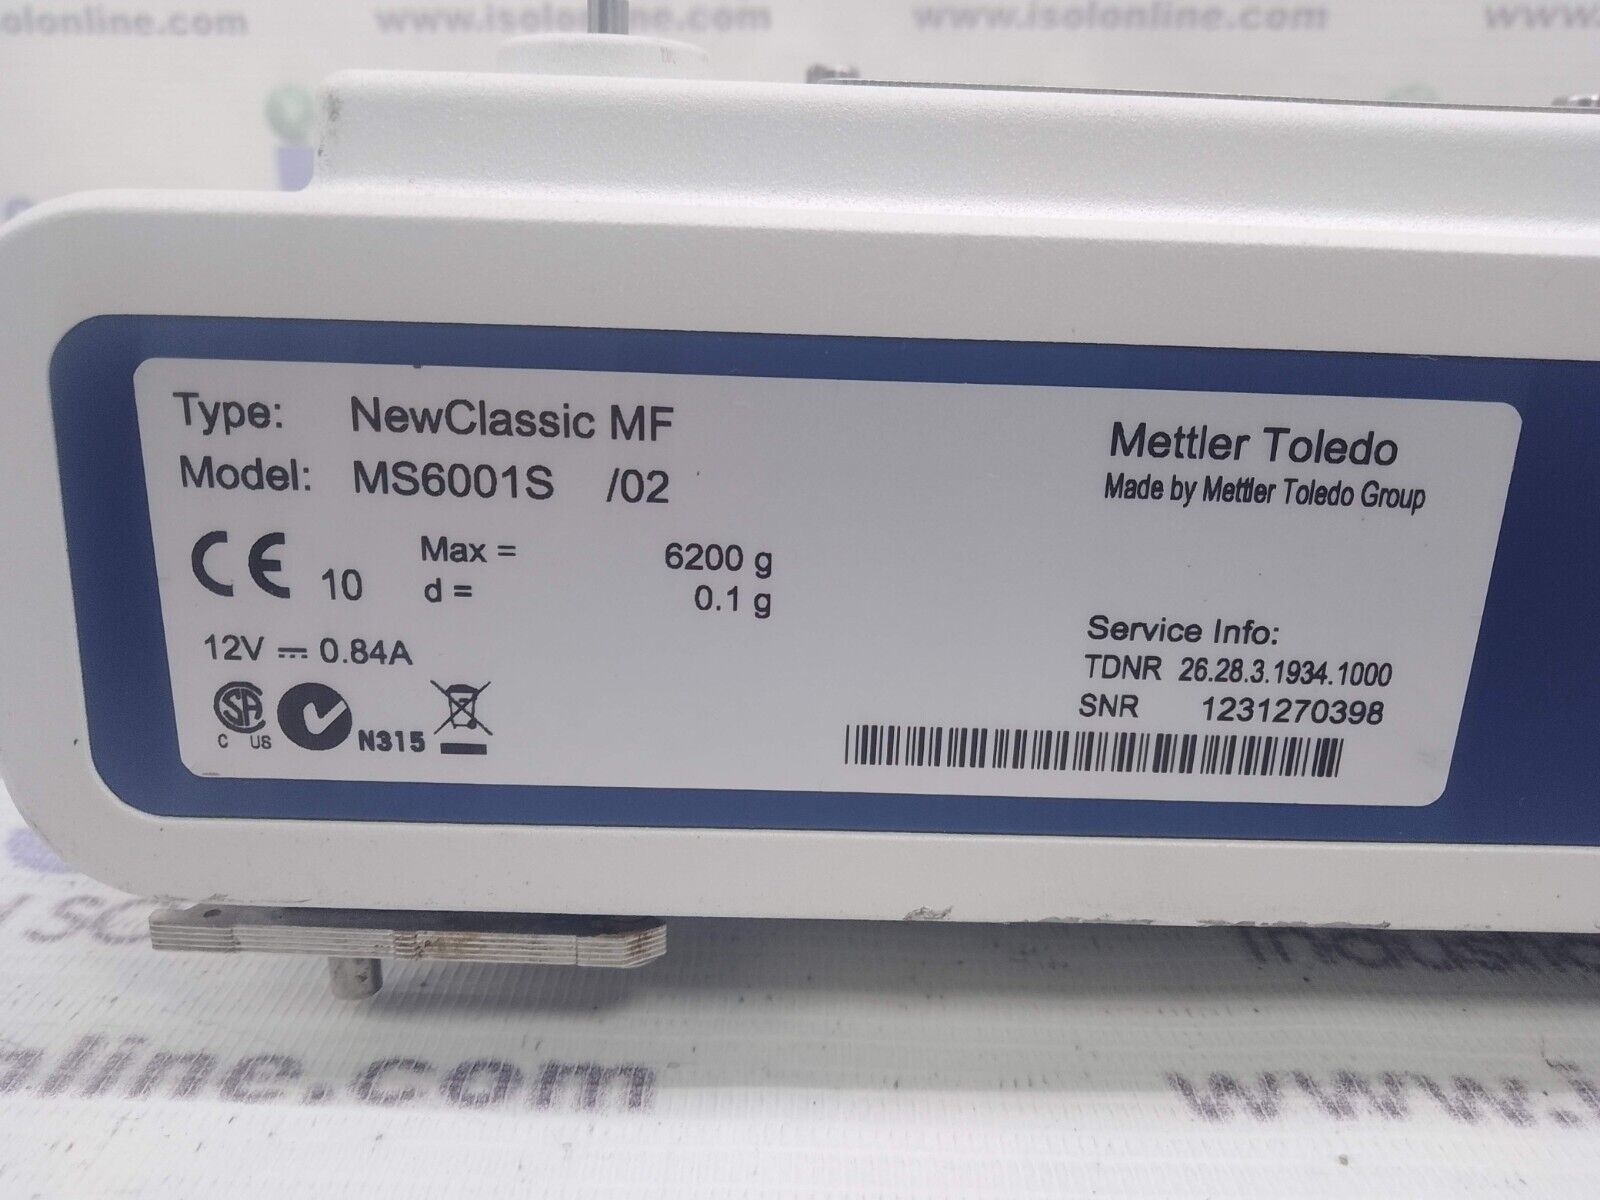 www.isolonline.com www.isolonline.com www.
Type: NewClassic MF
Model: MS6001S /02
CE 10
Max = 6200 g
d = 0.1 g
12V ⎓ 0.84A
SA
C US
N315
Mettler Toledo
Made by Mettler Toledo Group
Service Info:
TDNR 26.28.3.1934.1000
SNR 1231270398
line.com www.i